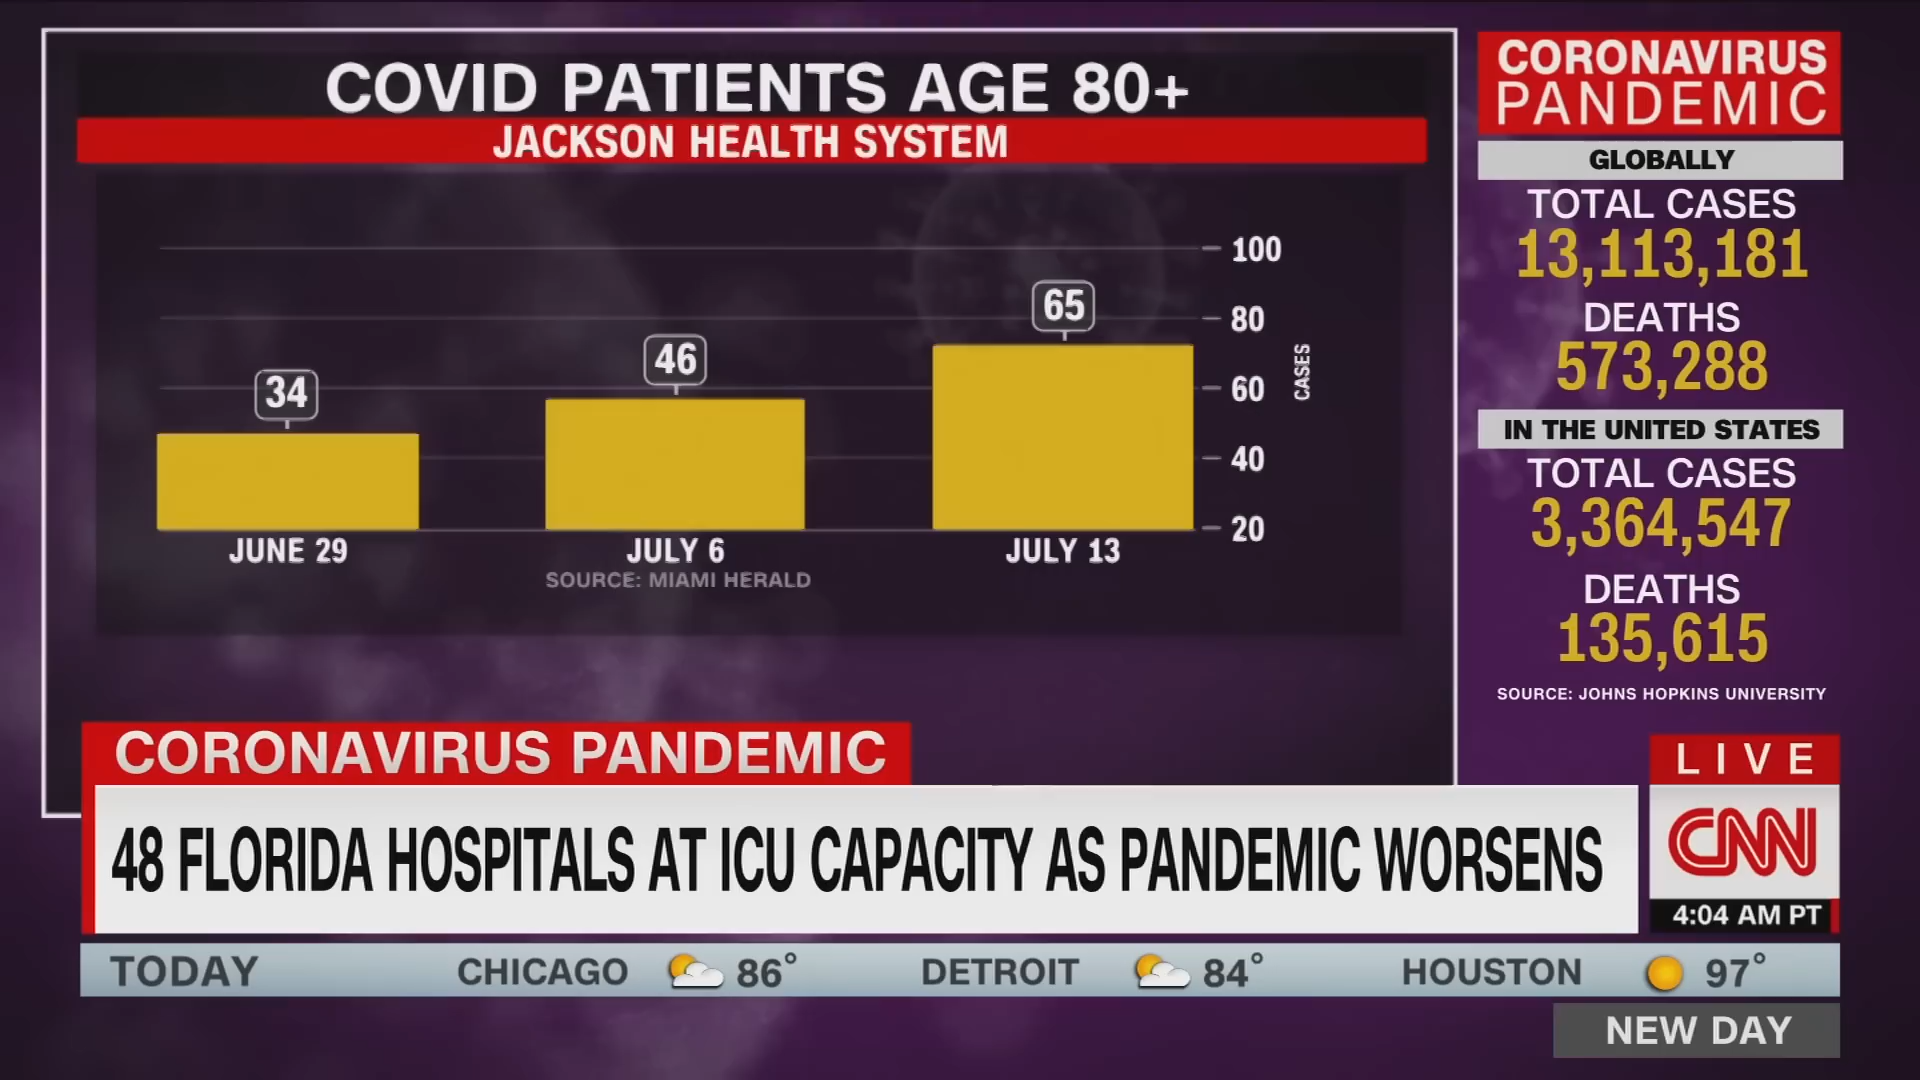 COVID PATIENTS AGE 80+
JACKSON HEALTH SYSTEM
100
80
60
40
20
CASES
34
46
65
JUNE 29
JULY 6
JULY 13
SOURCE: MIAMI HERALD
CORONAVIRUS
PANDEMIC
GLOBALLY
TOTAL CASES
13,113,181
DEATHS
573,288
IN THE UNITED STATES
TOTAL CASES
3,364,547
DEATHS
135,615
SOURCE: JOHNS HOPKINS UNIVERSITY
CORONAVIRUS PANDEMIC
48 FLORIDA HOSPITALS AT ICU CAPACITY AS PANDEMIC WORSENS
LIVE
CNN
4:04 AM PT
TODAY CHICAGO 86° DETROIT 84° HOUSTON 97°
NEW DAY